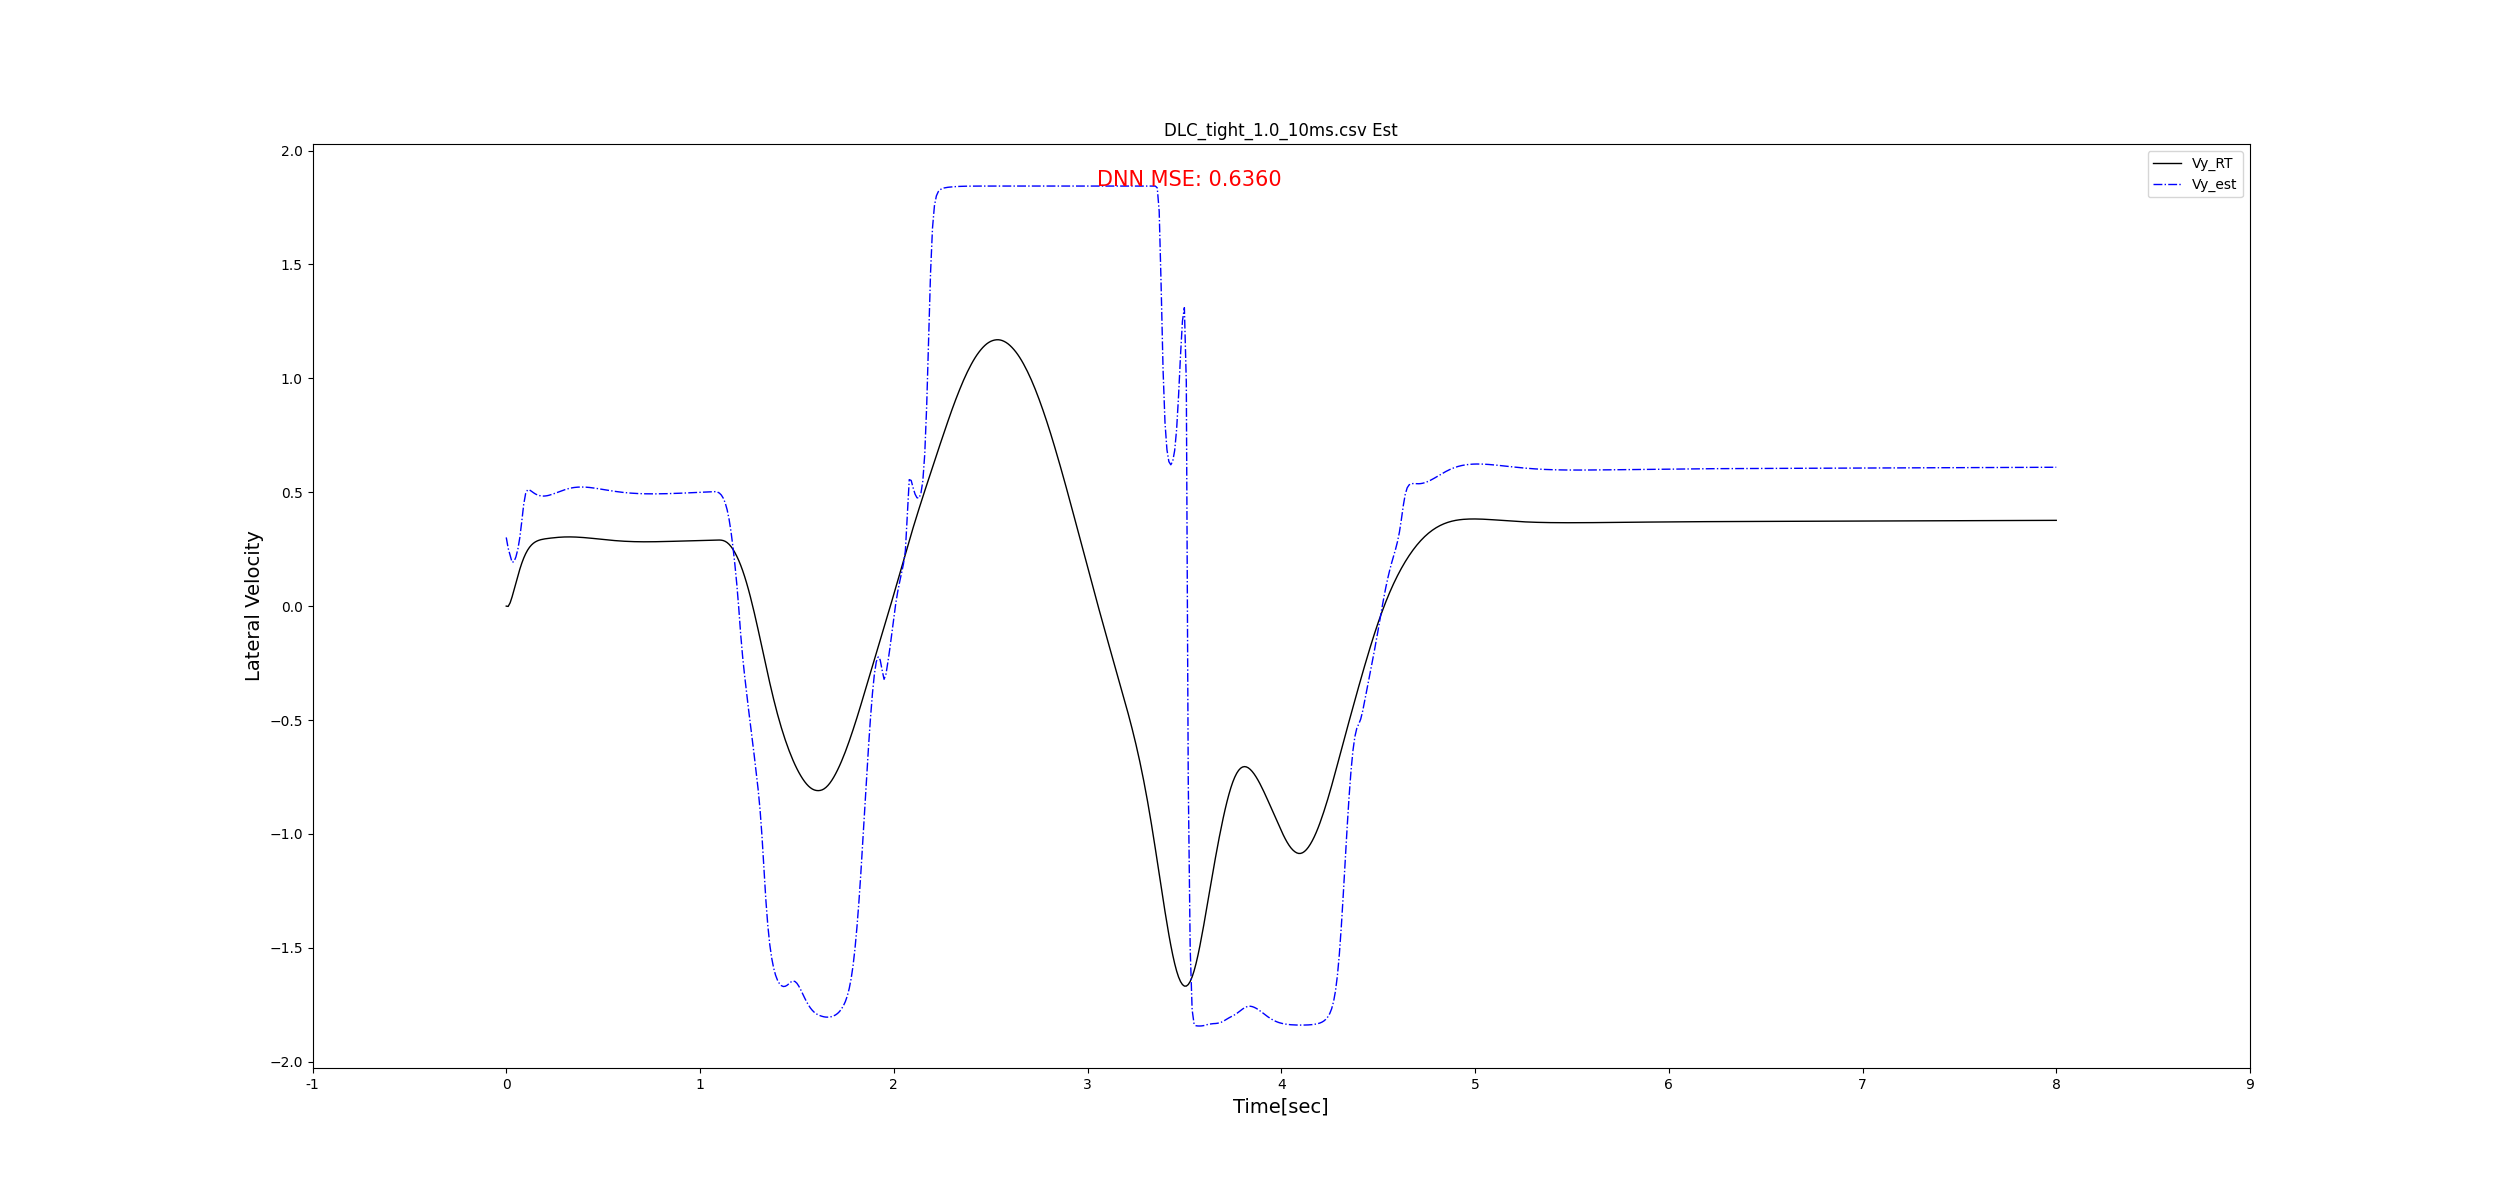 DLC_tight_1.0_10ms.csv Est
DNN MSE: 0.6360
Vy_RT
Vy_est
2.0
1.5
1.0
0.5
0.0
−0.5
−1.0
−1.5
−2.0
Lateral Velocity
-1 0 1 2 3 4 5 6 7 8 9
Time[sec]